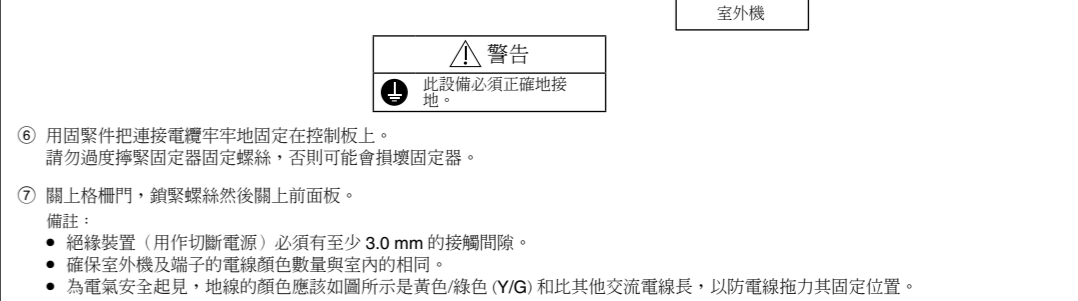 室外機
警告
此設備必須正確地接
地。
⑥ 用固緊件把連接電纜牢牢地固定在控制板上。
請勿過度擰緊固定器固定螺絲，否則可能會損壞固定器。
⑦ 關上格柵門，鎖緊螺絲然後關上前面板。
備註：
● 絕緣裝置（用作切斷電源）必須有至少 3.0 mm 的接觸間隙。
● 確保室外機及端子的電線顏色數量與室內的相同。
● 為電氣安全起見，地線的顏色應該如圖所示是黃色/綠色 (Y/G) 和比其他交流電線長，以防電線拖力其固定位置。